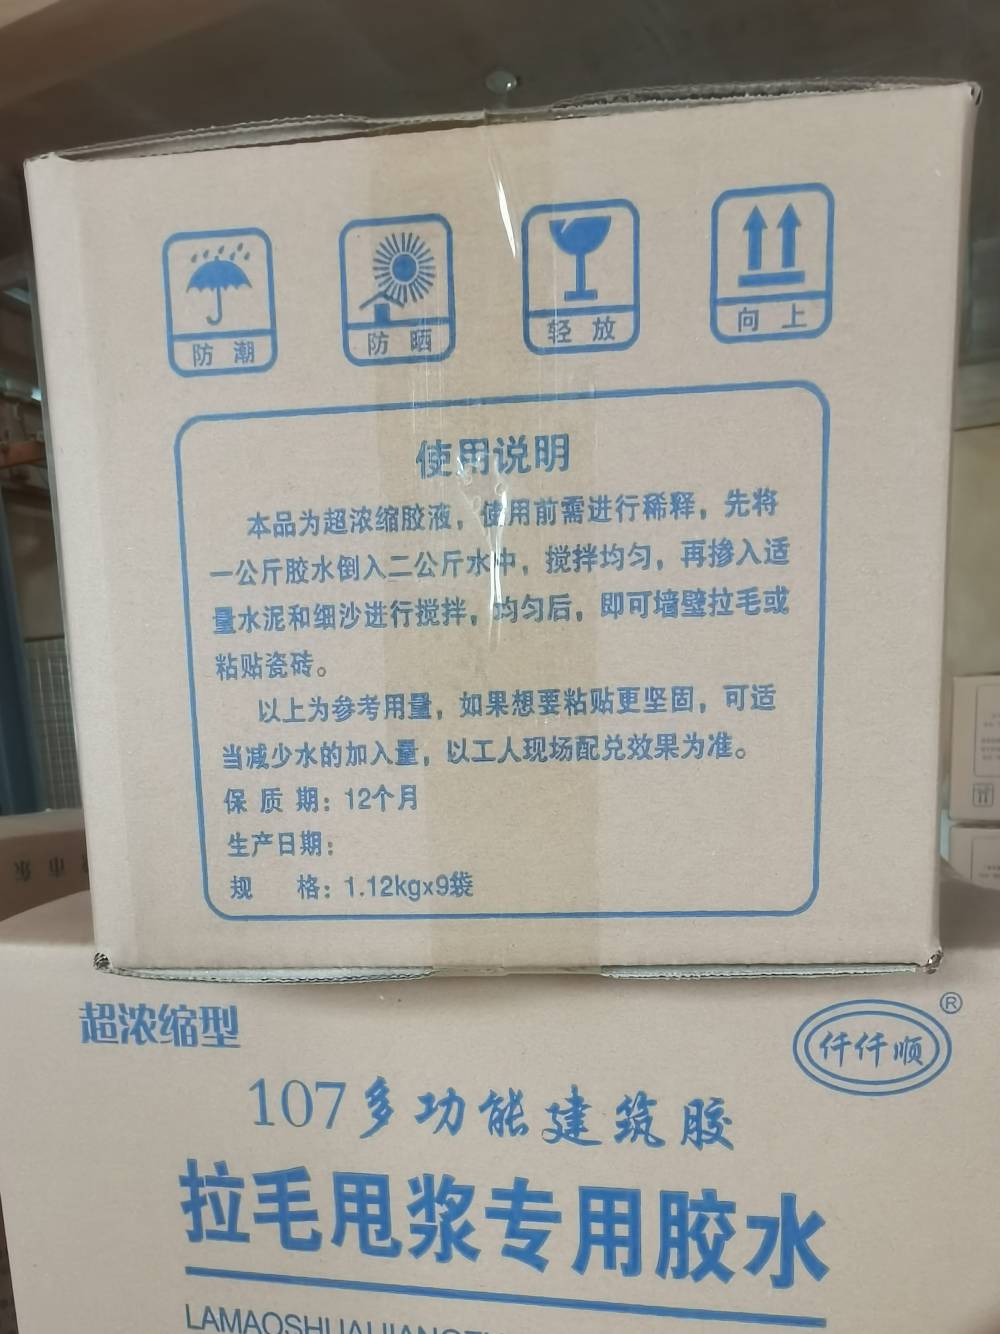 防潮
防晒
轻放
向上
使用说明
本品为超浓缩胶液，使用前需进行稀释，先将
一公斤胶水倒入二公斤水中，搅拌均匀，再掺入适
量水泥和细沙进行搅拌，均匀后，即可墙壁拉毛或
粘贴瓷砖。
以上为参考用量，如果想要粘贴更坚固，可适
当减少水的加入量，以工人现场配兑效果为准。
保质期：12个月
生产日期：
规格：1.12kg×9袋
超浓缩型
仟仟顺®
107多功能建筑胶
拉毛甩浆专用胶水